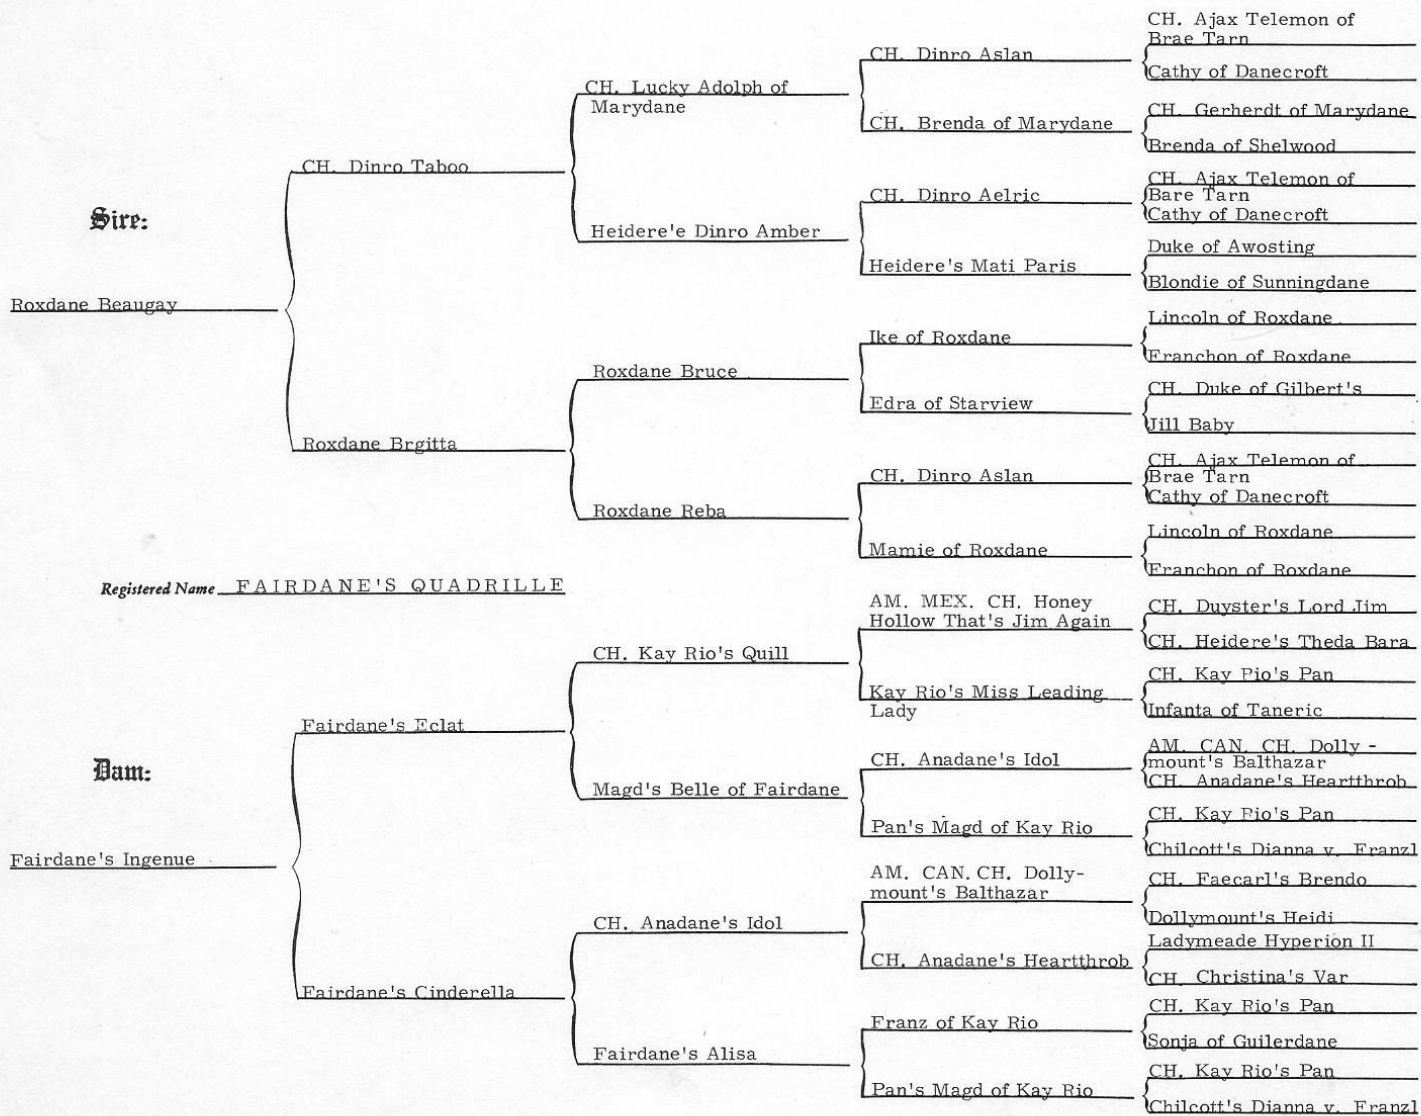 Sire:
Roxdane Beaugay
CH. Dinro Taboo
CH. Lucky Adolph of
Marydane
CH. Dinro Aslan
CH. Ajax Telemon of
Brae Tarn
Cathy of Danecroft
CH. Brenda of Marydane
CH. Gerherdt of Marydane
Brenda of Shelwood
Heidere'e Dinro Amber
CH. Dinro Aelric
CH. Ajax Telemon of
Bare Tarn
Cathy of Danecroft
Heidere's Mati Paris
Duke of Awosting
Blondie of Sunningdane
Roxdane Brgitta
Roxdane Bruce
Ike of Roxdane
Lincoln of Roxdane
Franchon of Roxdane
Edra of Starview
CH. Duke of Gilbert's
Jill Baby
Roxdane Reba
CH. Dinro Aslan
CH. Ajax Telemon of
Brae Tarn
Cathy of Danecroft
Mamie of Roxdane
Lincoln of Roxdane
Franchon of Roxdane
Registered Name FAIRDANE'S QUADRILLE
Dam:
Fairdane's Ingenue
Fairdane's Eclat
CH. Kay Rio's Quill
AM. MEX. CH. Honey
Hollow That's Jim Again
CH. Duyster's Lord Jim
CH. Heidere's Theda Bara
Kay Rio's Miss Leading
Lady
CH. Kay Pio's Pan
Infanta of Taneric
Magd's Belle of Fairdane
CH. Anadane's Idol
AM. CAN. CH. Dolly -
mount's Balthazar
CH. Anadane's Heartthrob
Pan's Magd of Kay Rio
CH. Kay Rio's Pan
Chilcott's Dianna v. Franzl
Fairdane's Cinderella
CH. Anadane's Idol
AM. CAN. CH. Dolly-
mount's Balthazar
CH. Faecarl's Brendo
Dollymount's Heidi
CH. Anadane's Heartthrob
Ladymeade Hyperion II
CH Christina's Var
Fairdane's Alisa
Franz of Kay Rio
CH. Kay Rio's Pan
Sonja of Guilerdane
Pan's Magd of Kay Rio
CH. Kay Rio's Pan
Chilcott's Dianna v. Franzl